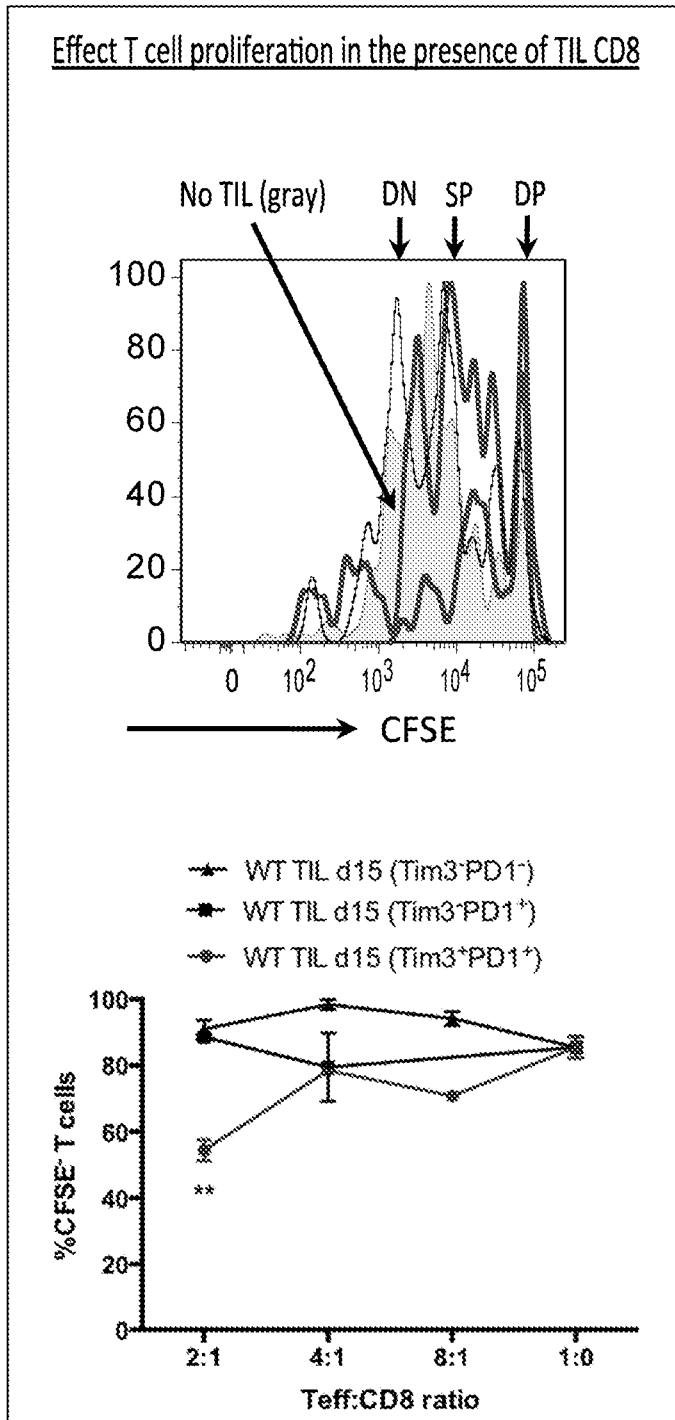 Effect T cell proliferation in the presence of TIL CD8
No TIL (gray)
DN
SP
DP
100
80
60
40
20
0
0
10²
10³
10⁴
10⁵
CFSE
WT TIL d15 (Tim3⁻PD1⁻)
WT TIL d15 (Tim3⁻PD1⁺)
WT TIL d15 (Tim3⁺PD1⁺)
%CFSE⁻ T cells
100
80
60
40
20
0
**
2:1
4:1
8:1
1:0
Teff:CD8 ratio